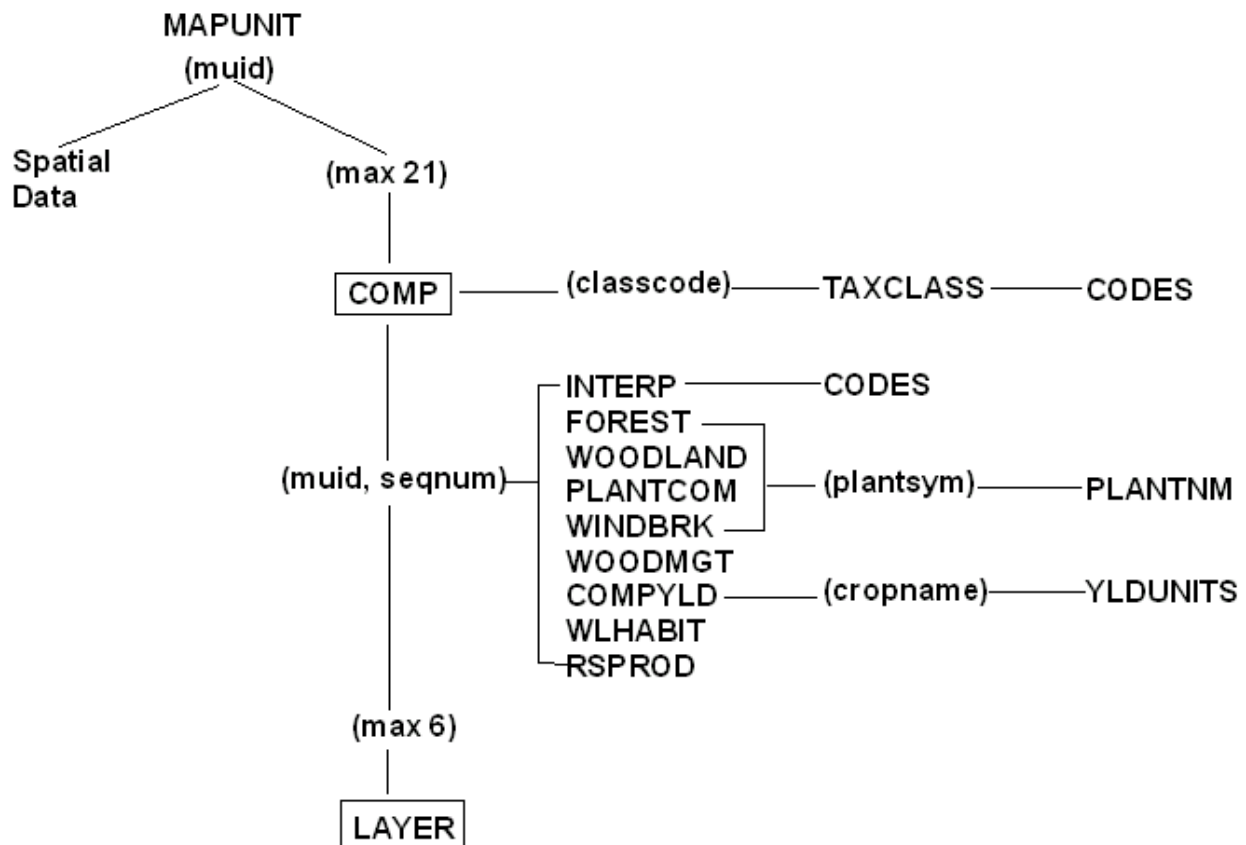 MAPUNIT
(muid)
Spatial
Data
(max 21)
COMP
(classcode)
TAXCLASS
CODES
INTERP
CODES
FOREST
WOODLAND
(muid, seqnum)
PLANTCOM
(plantsym)
PLANTNM
WINDBRK
WOODMGT
COMPYLD
(cropname)
YLDUNITS
WLHABIT
RSPROD
(max 6)
LAYER